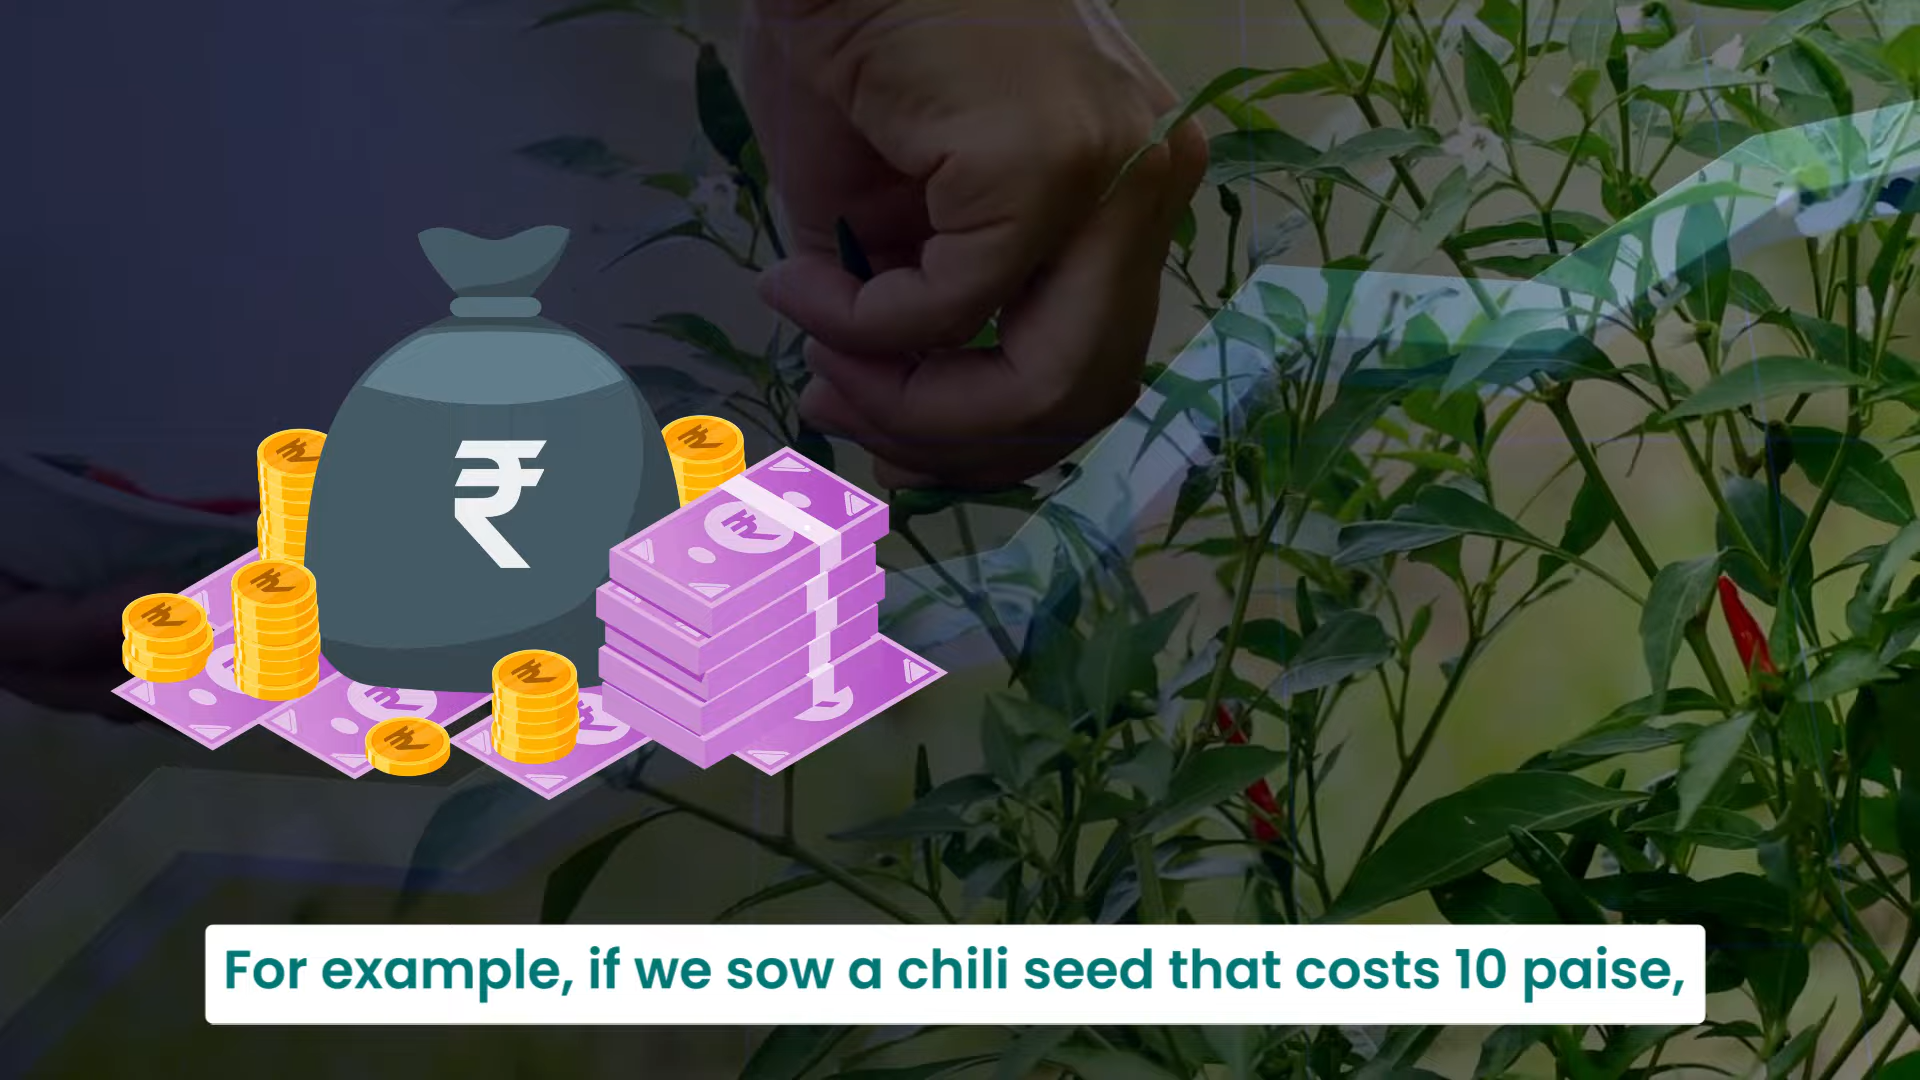 ₹
For example, if we sow a chili seed that costs 10 paise,